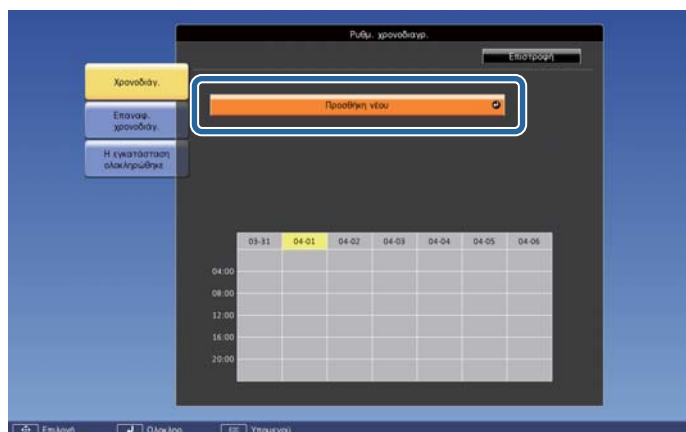 Ρυθμ. χρονοδιαγρ.
Επιστροφή
Χρονοδιάγ.
Προσθήκη νέου
Επαναφ.
χρονοδιάγ.
Η εγκατάσταση
ολοκληρώθηκε
03-31 04-01 04-02 04-03 04-04 04-05 04-06
04:00
08:00
12:00
16:00
20:00
Επιλογή Ολοκληρ. Υπομενού